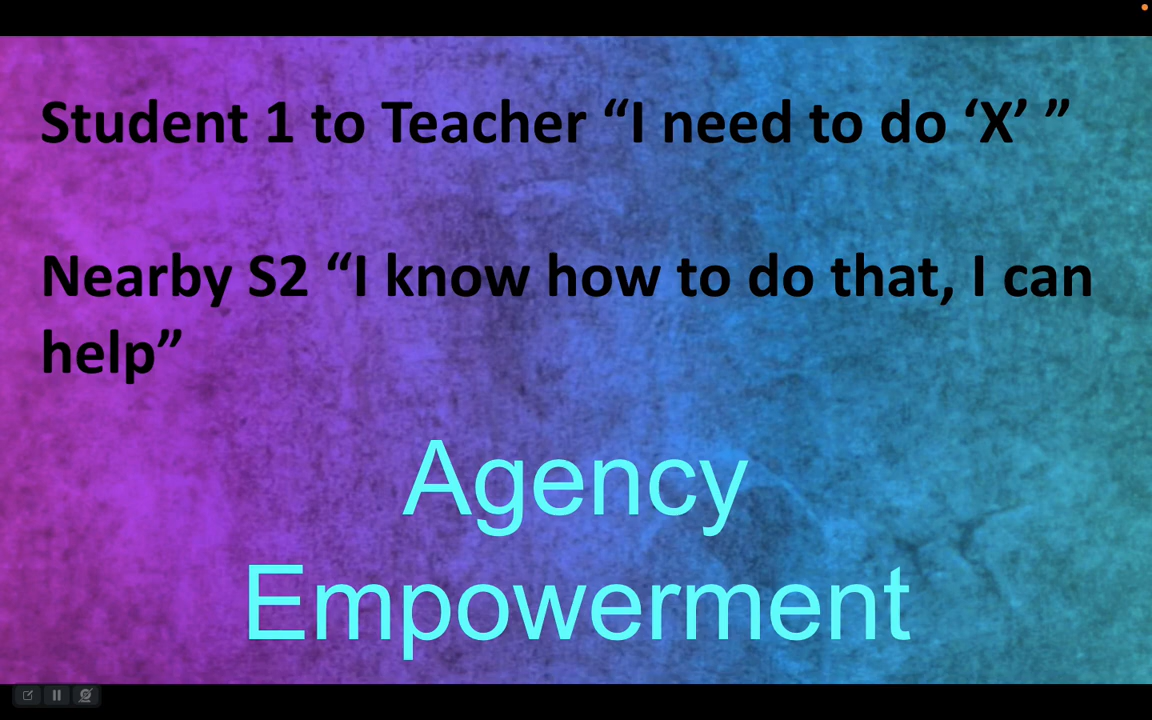 Student 1 to Teacher “I need to do ‘X’ ”
Nearby S2 “I know how to do that, I can
help”
Agency
Empowerment